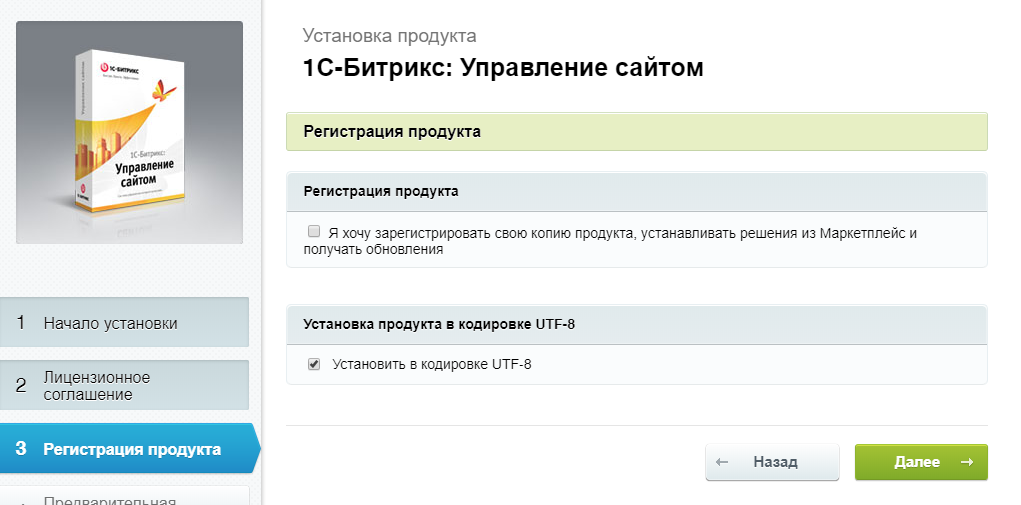 Установка продукта
1С-Битрикс: Управление сайтом
1С-БИТРИКС
1С-Битрикс:
Управление
сайтом
Регистрация продукта
Регистрация продукта
Я хочу зарегистрировать свою копию продукта, устанавливать решения из Маркетплейс и
получать обновления
Установка продукта в кодировке UTF-8
Установить в кодировке UTF-8
1 Начало установки
2 Лицензионное
соглашение
3 Регистрация продукта
Предварительная
← Назад
Далее →